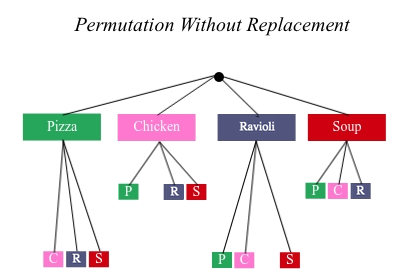 Permutation Without Replacement
Pizza Chicken Ravioli Soup
P R S P C R
C R S P C S